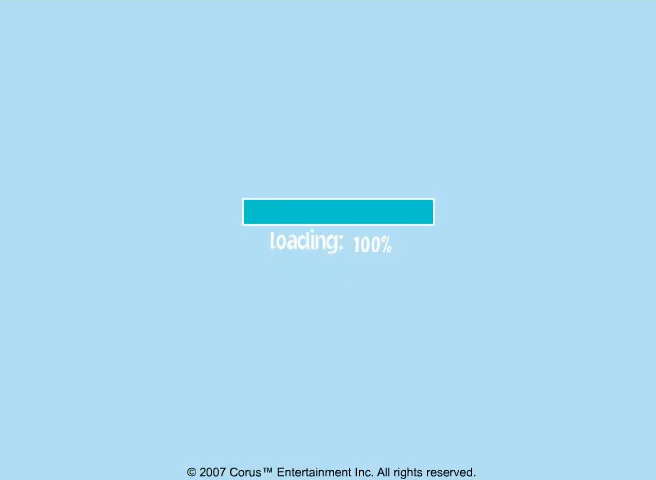 loading: 100%
© 2007 Corus™ Entertainment Inc. All rights reserved.